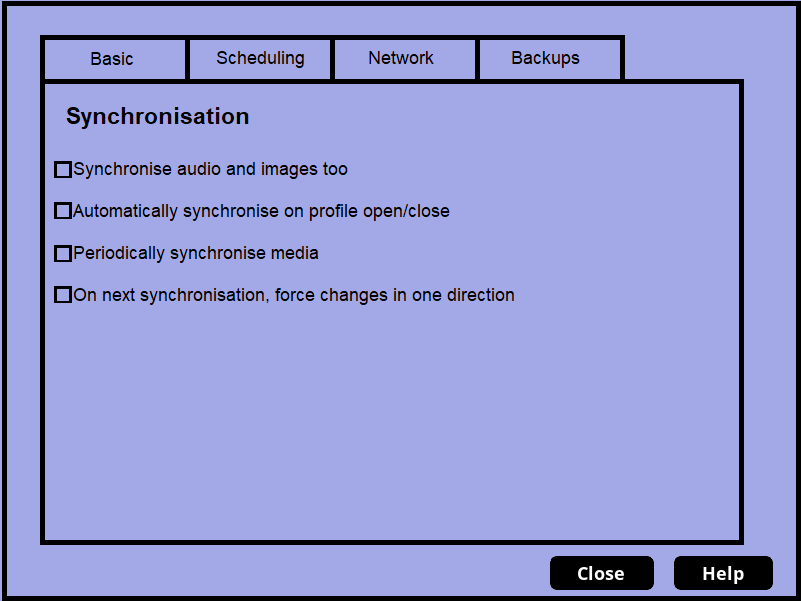 Basic
Scheduling
Network
Backups
Synchronisation
Synchronise audio and images too
Automatically synchronise on profile open/close
Periodically synchronise media
On next synchronisation, force changes in one direction
Close
Help